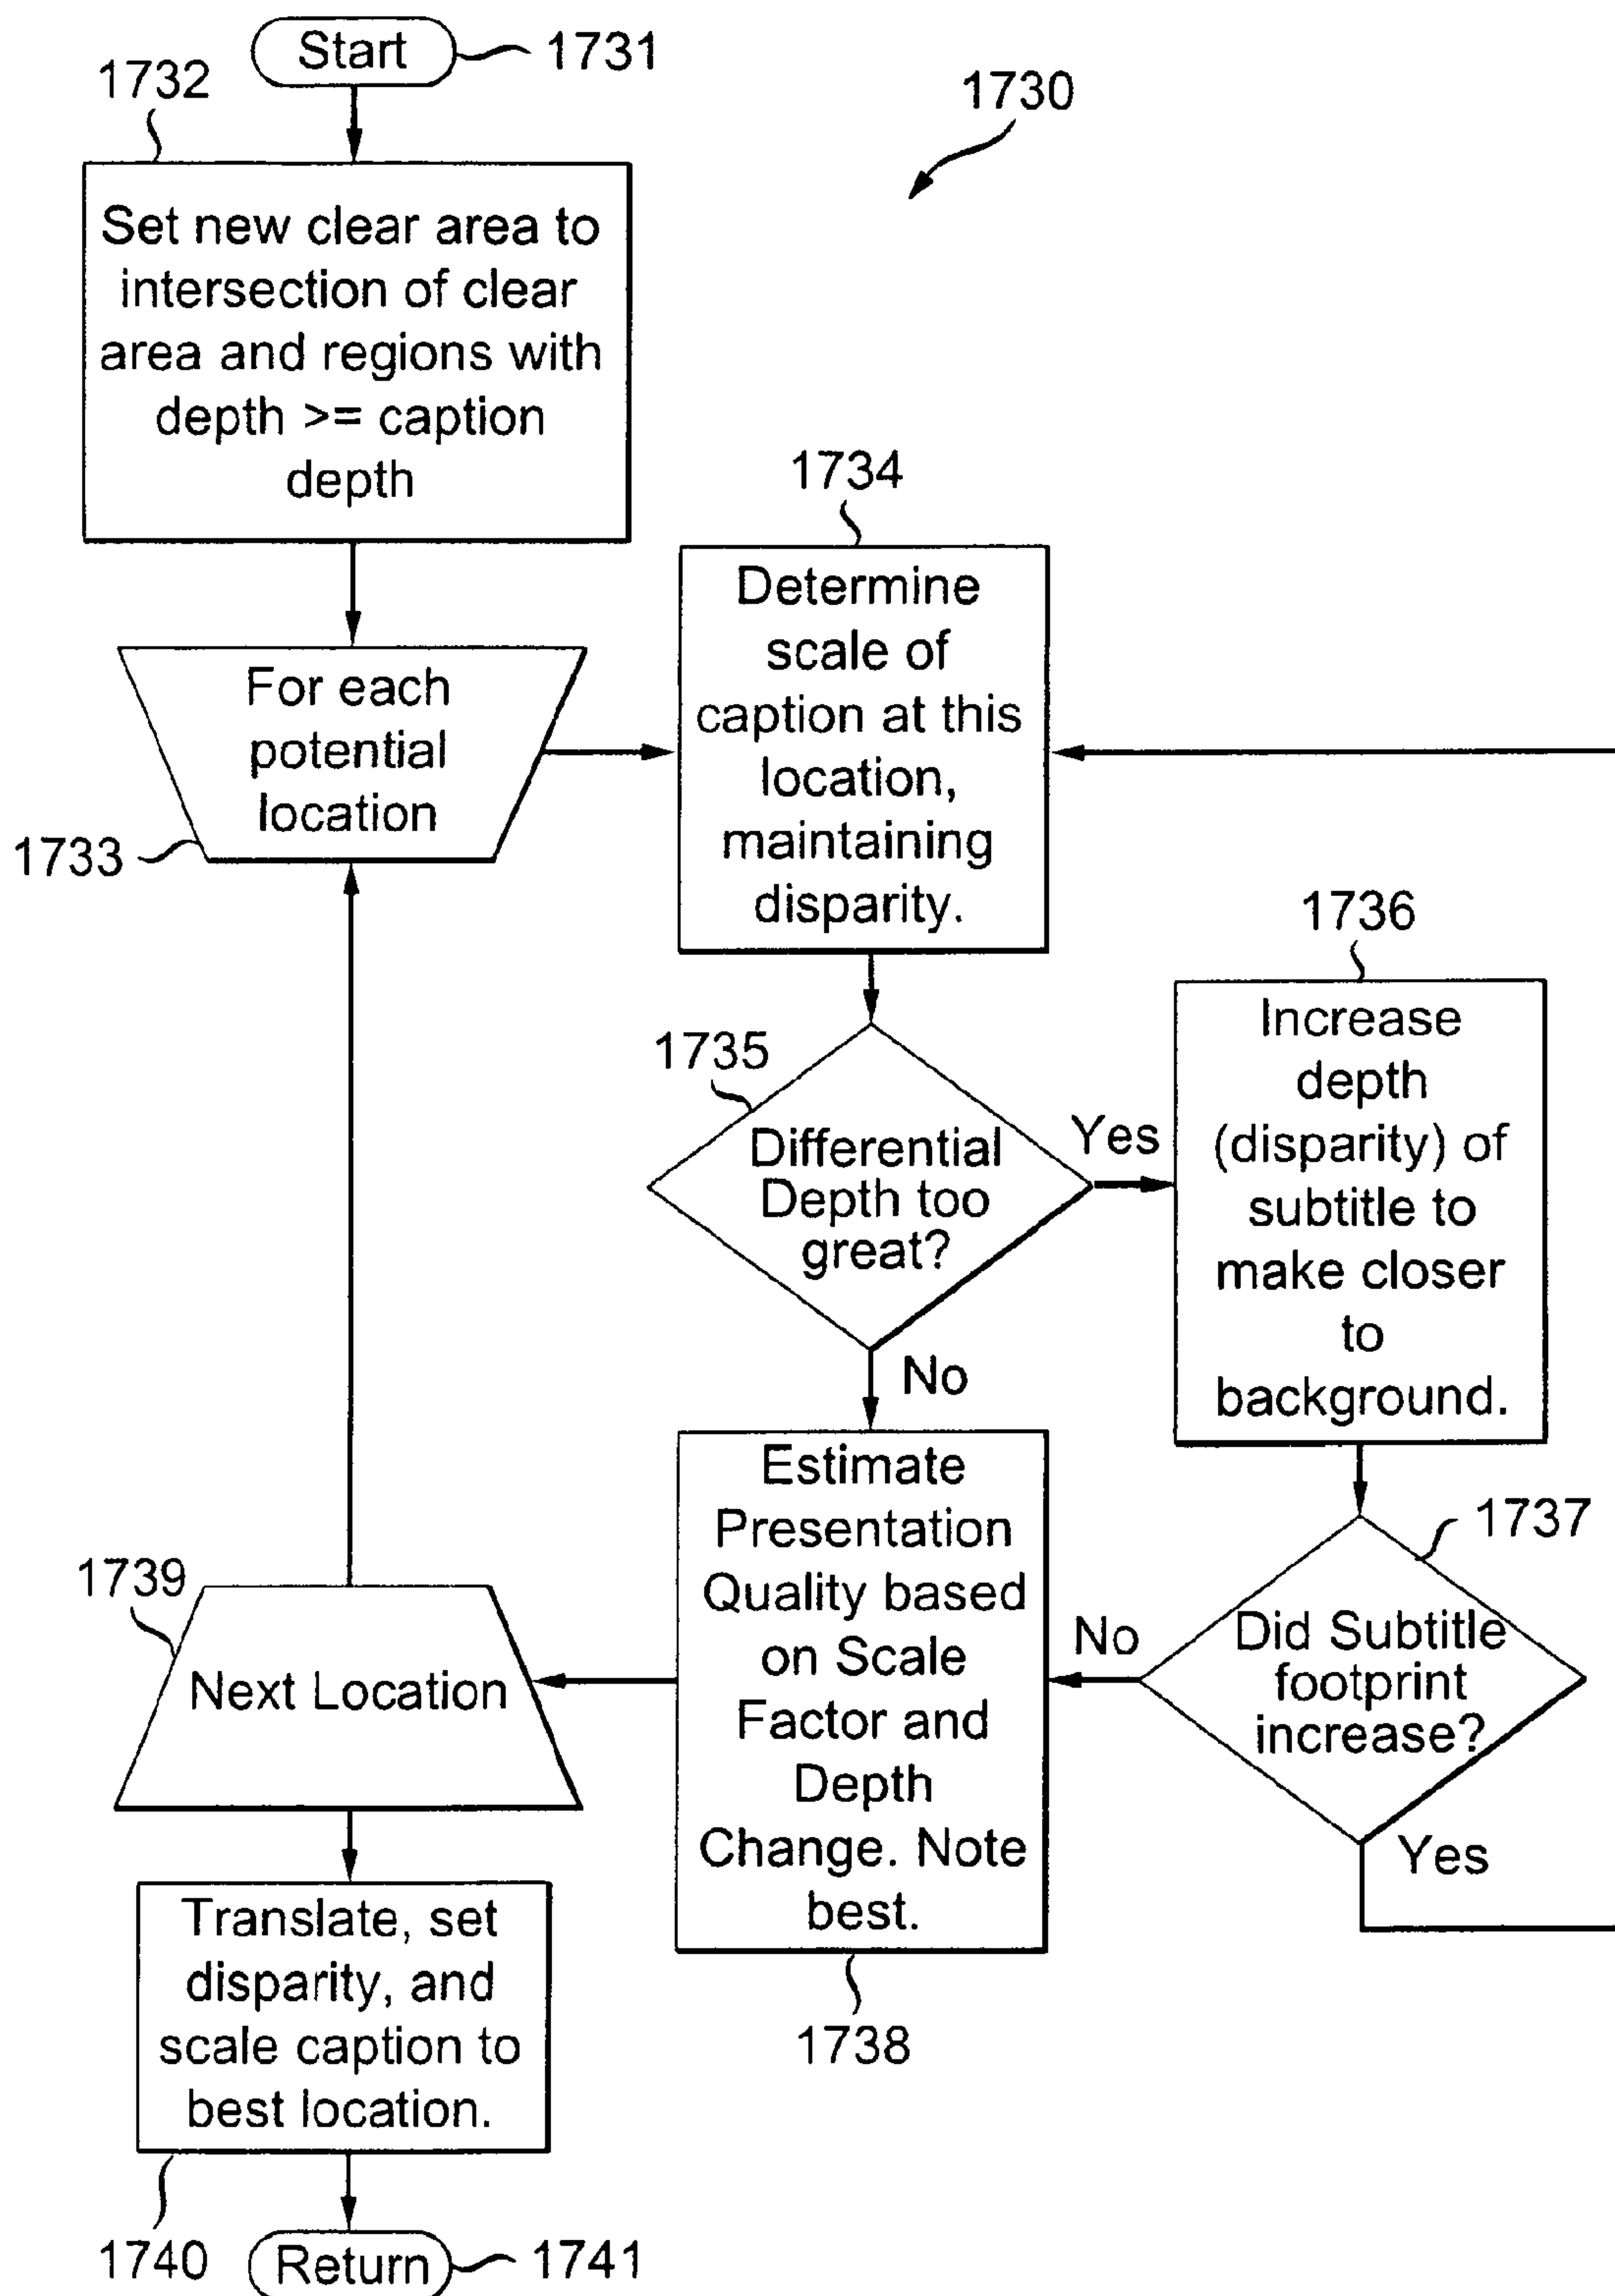 Start
1731
1732
1730
Set new clear area to
intersection of clear
area and regions with
depth >= caption
depth
1734
Determine
scale of
caption at this
location,
maintaining
disparity.
For each
potential
location
1733
1736
Increase
depth
(disparity) of
subtitle to
make closer
to
background.
1735
Differential
Depth too
great?
Yes
No
Estimate
Presentation
Quality based
on Scale
Factor and
Depth
Change. Note
best.
1738
1737
Did Subtitle
footprint
increase?
No
Yes
1739
Next Location
Translate, set
disparity, and
scale caption to
best location.
1740
Return
1741